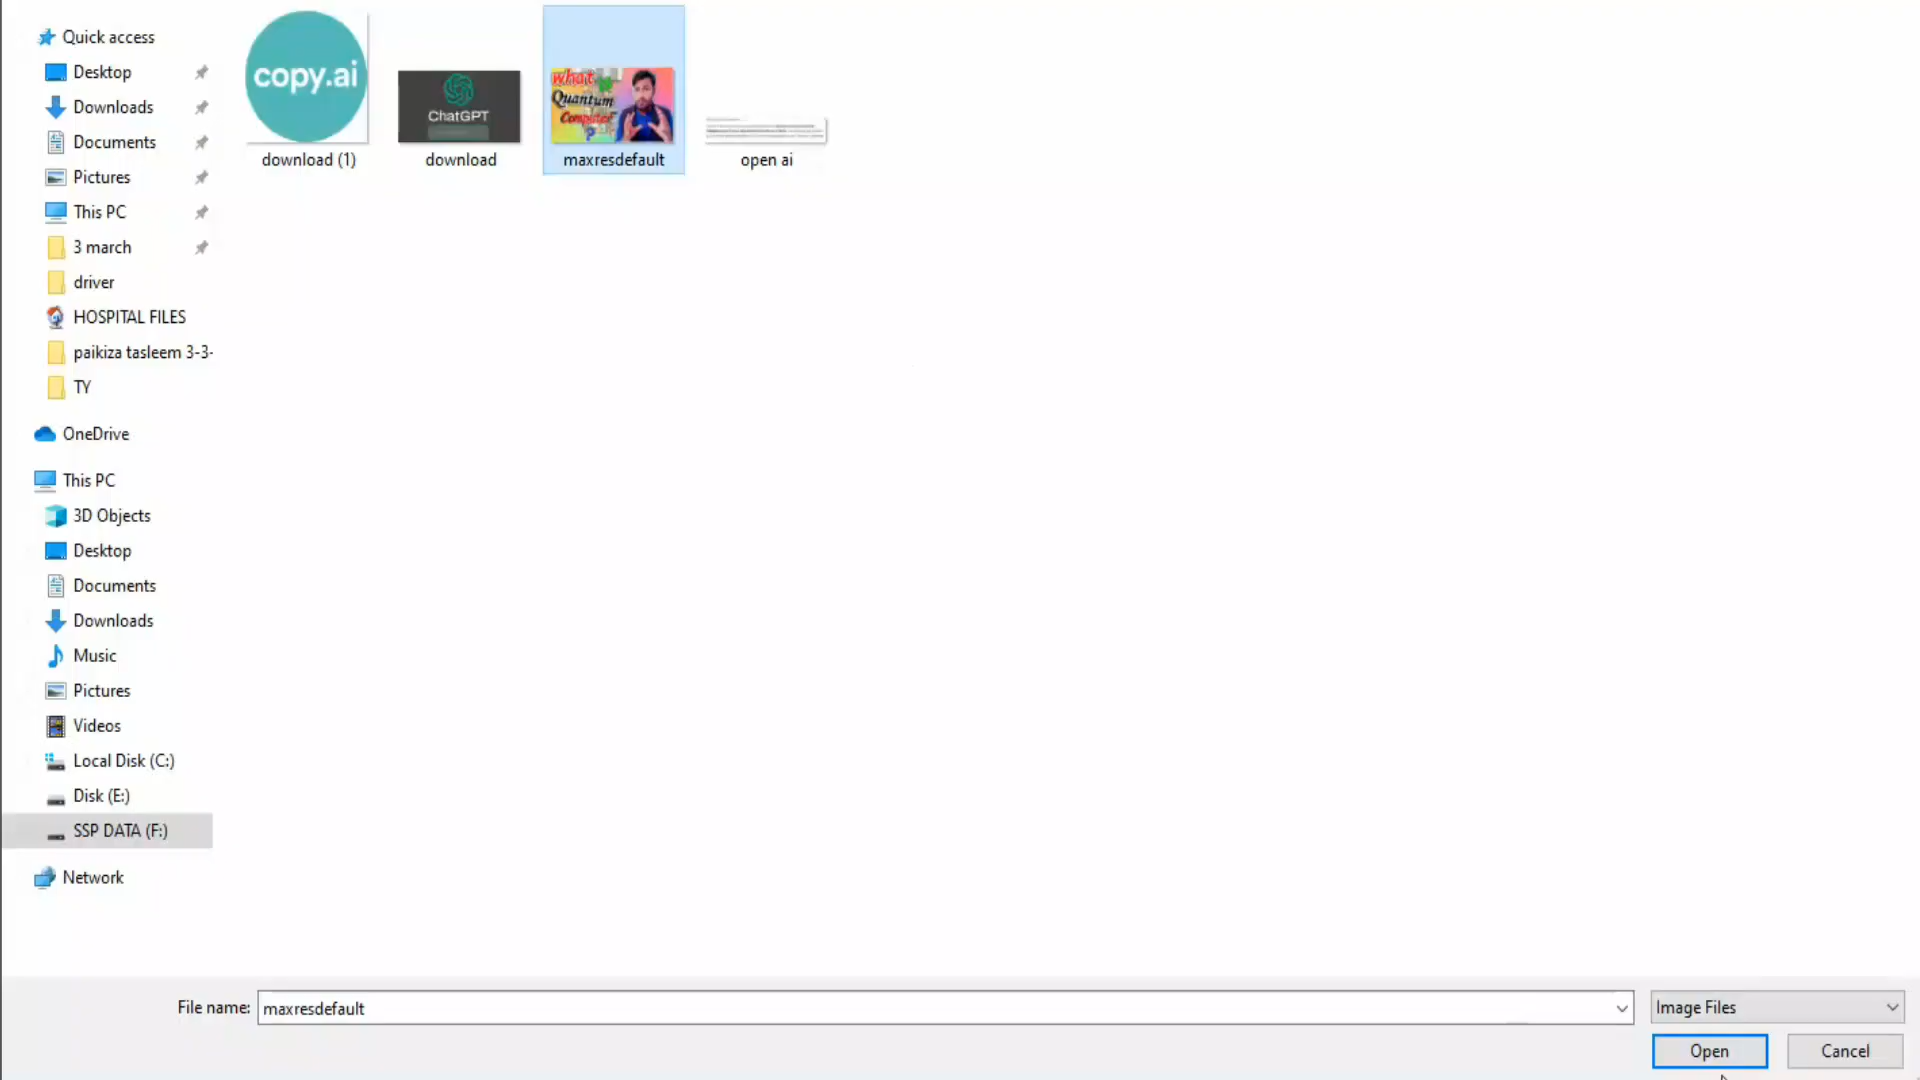 Quick access
Desktop
Downloads
Documents
Pictures
This PC
3 march
driver
HOSPITAL FILES
paikiza tasleem 3-3-
TY
OneDrive
This PC
3D Objects
Desktop
Documents
Downloads
Music
Pictures
Videos
Local Disk (C:)
Disk (E:)
SSP DATA (F:)
Network
copy.ai
download (1)
ChatGPT
download
what
Quantum
Computer
?
maxresdefault
open ai
File name:
maxresdefault
Image Files
Open
Cancel